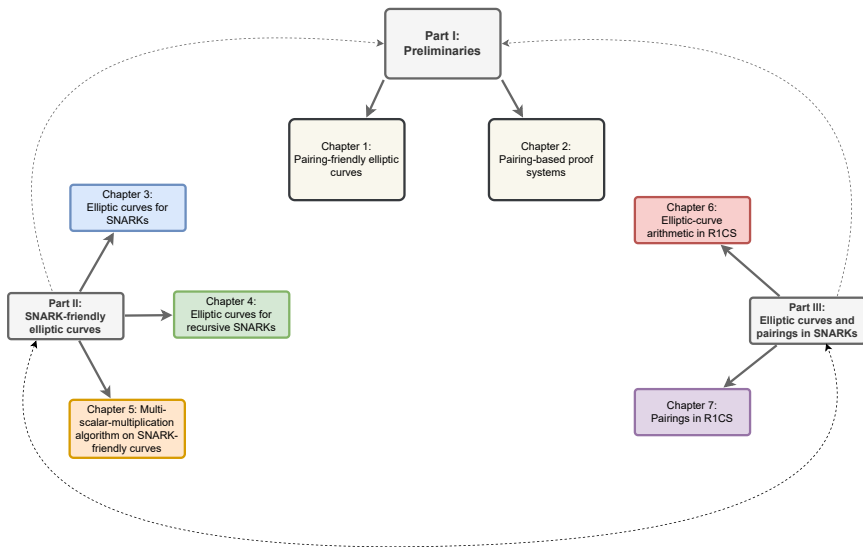 Part I:
Preliminaries
Chapter 1:
Pairing-friendly elliptic
curves
Chapter 2:
Pairing-based proof
systems
Chapter 3:
Elliptic curves for
SNARKs
Chapter 6:
Elliptic-curve
arithmetic in R1CS
Part II:
SNARK-friendly
elliptic curves
Chapter 4:
Elliptic curves for
recursive SNARKs
Part III:
Elliptic curves and
pairings in SNARKs
Chapter 5: Multi-
scalar-multiplication
algorithm on SNARK-
friendly curves
Chapter 7:
Pairings in R1CS